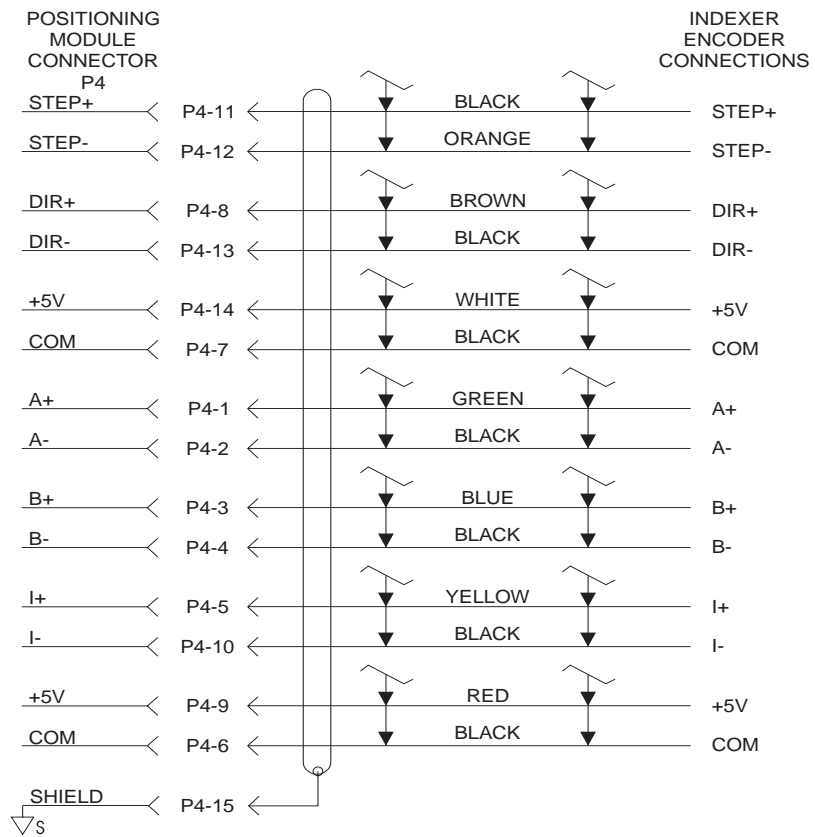 POSITIONING
MODULE
CONNECTOR
P4
INDEXER
ENCODER
CONNECTIONS
STEP+ P4-11 BLACK STEP+
STEP- P4-12 ORANGE STEP-
DIR+ P4-8 BROWN DIR+
DIR- P4-13 BLACK DIR-
+5V P4-14 WHITE +5V
COM P4-7 BLACK COM
A+ P4-1 GREEN A+
A- P4-2 BLACK A-
B+ P4-3 BLUE B+
B- P4-4 BLACK B-
I+ P4-5 YELLOW I+
I- P4-10 BLACK I-
+5V P4-9 RED +5V
COM P4-6 BLACK COM
SHIELD P4-15
S